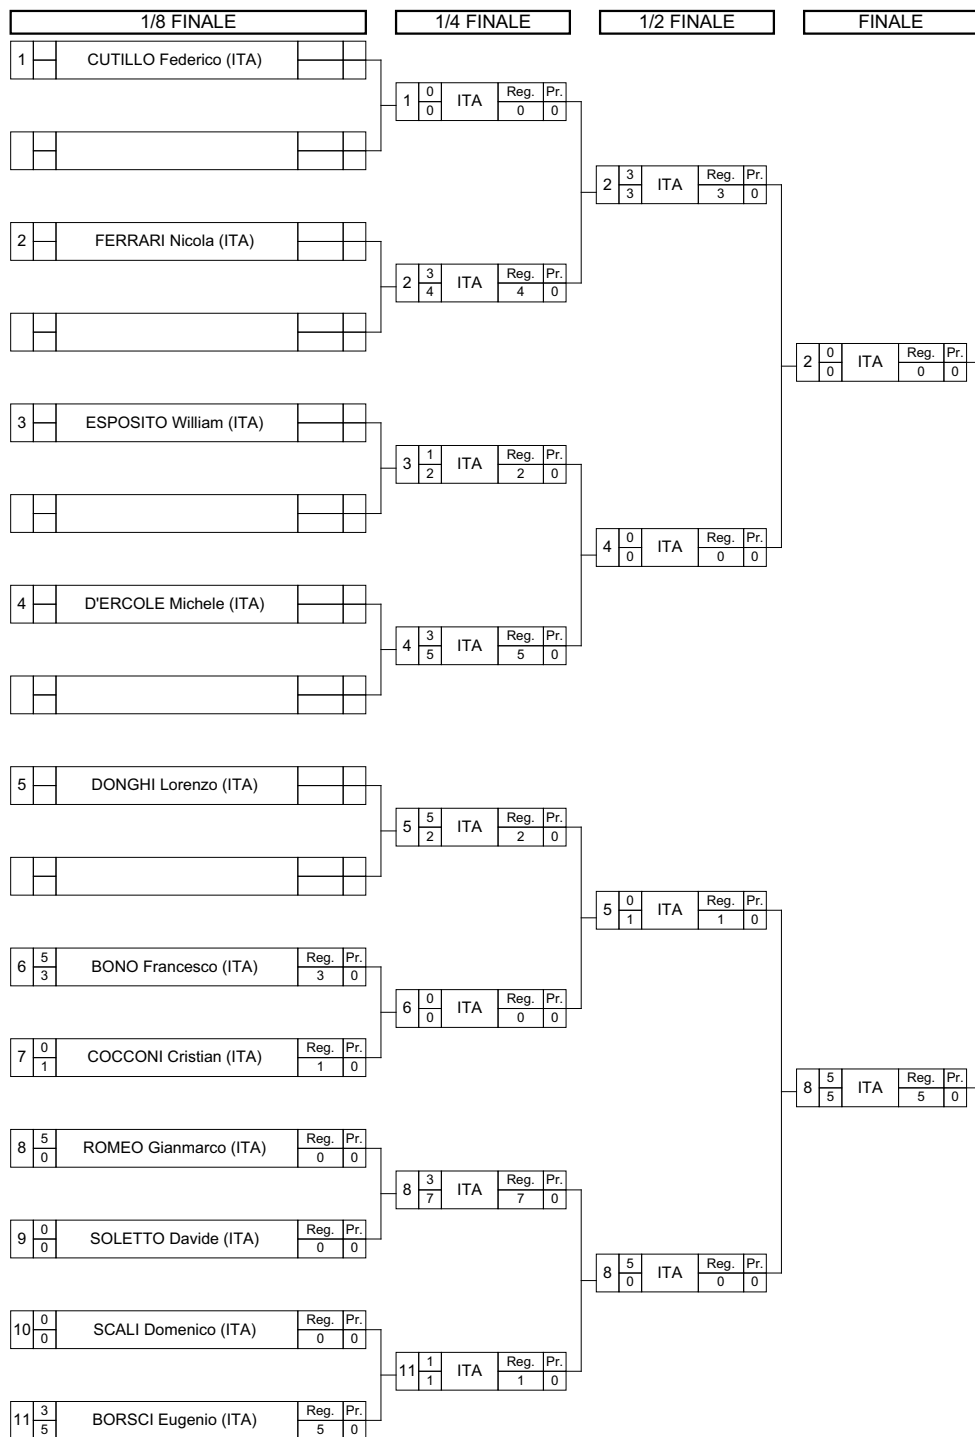 1/8 FINALE 1/4 FINALE 1/2 FINALE FINALE
1 CUTILLO Federico (ITA)
1 0 0 ITA Reg. Pr. 0 0
2 3 3 ITA Reg. Pr. 3 0
2 FERRARI Nicola (ITA)
2 3 4 ITA Reg. Pr. 4 0
2 0 0 ITA Reg. Pr. 0 0
3 ESPOSITO William (ITA)
3 1 2 ITA Reg. Pr. 2 0
4 0 0 ITA Reg. Pr. 0 0
4 D'ERCOLE Michele (ITA)
4 3 5 ITA Reg. Pr. 5 0
5 DONGHI Lorenzo (ITA)
5 5 2 ITA Reg. Pr. 2 0
5 0 1 ITA Reg. Pr. 1 0
6 5 3 BONO Francesco (ITA) Reg. Pr. 3 0
6 0 0 ITA Reg. Pr. 0 0
7 0 1 COCCONI Cristian (ITA) Reg. Pr. 1 0
8 5 5 ITA Reg. Pr. 5 0
8 5 0 ROMEO Gianmarco (ITA) Reg. Pr. 0 0
8 3 7 ITA Reg. Pr. 7 0
9 0 0 SOLETTO Davide (ITA) Reg. Pr. 0 0
8 5 0 ITA Reg. Pr. 0 0
10 0 0 SCALI Domenico (ITA) Reg. Pr. 0 0
11 1 1 ITA Reg. Pr. 1 0
11 3 5 BORSCI Eugenio (ITA) Reg. Pr. 5 0